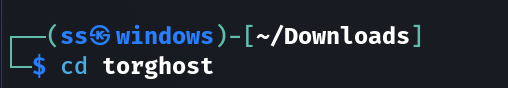 ┌──(ss㉿windows)-[~/Downloads]
└─$ cd torghost